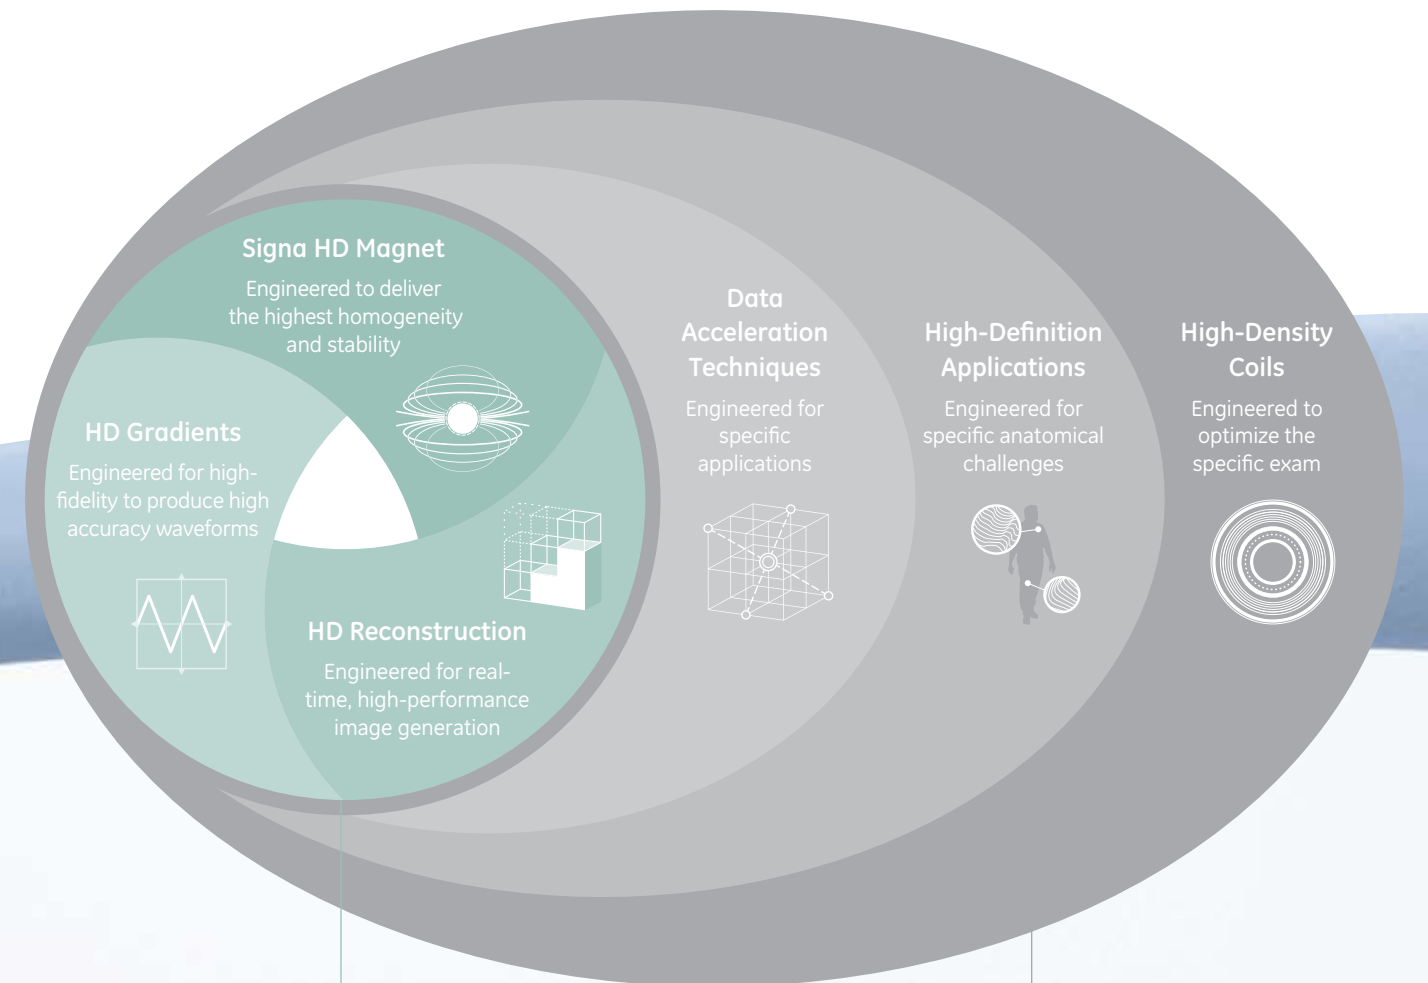 Signa HD Magnet
Engineered to deliver
the highest homogeneity
and stability
HD Gradients
Engineered for high-
fidelity to produce high
accuracy waveforms
HD Reconstruction
Engineered for real-
time, high-performance
image generation
Data
Acceleration
Techniques
Engineered for
specific
applications
High-Definition
Applications
Engineered for
specific anatomical
challenges
High-Density
Coils
Engineered to
optimize the
specific exam